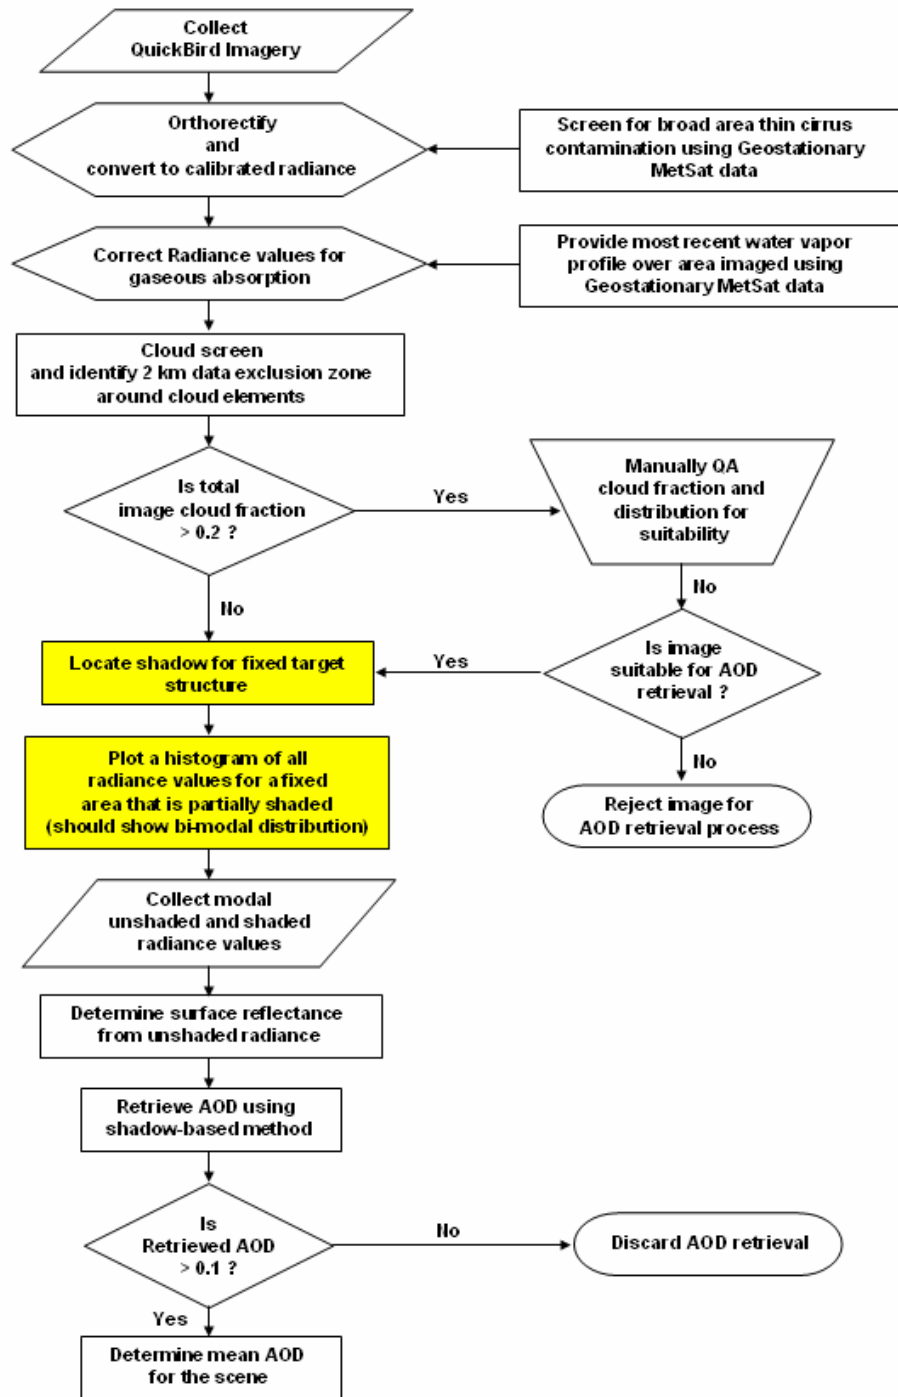 Collect
QuickBird Imagery
Orthorectify
and
convert to calibrated radiance
Screen for broad area thin cirrus
contamination using Geostationary
MetSat data
Correct Radiance values for
gaseous absorption
Provide most recent water vapor
profile over area imaged using
Geostationary MetSat data
Cloud screen
and identify 2 km data exclusion zone
around cloud elements
Is total
image cloud fraction
> 0.2 ?
Yes
Manually QA
cloud fraction and
distribution for
suitability
No
No
Locate shadow for fixed target
structure
Yes
Is image
suitable for AOD
retrieval ?
No
Plot a histogram of all
radiance values for a fixed
area that is partially shaded
(should show bi-modal distribution)
Reject image for
AOD retrieval process
Collect modal
unshaded and shaded
radiance values
Determine surface reflectance
from unshaded radiance
Retrieve AOD using
shadow-based method
Is
Retrieved AOD
> 0.1 ?
No
Discard AOD retrieval
Yes
Determine mean AOD
for the scene